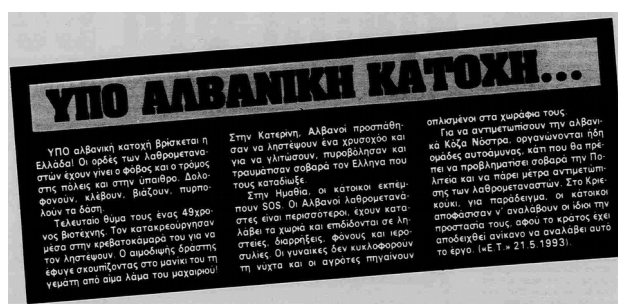 ΥΠΟ ΑΛΒΑΝΙΚΗ ΚΑΤΟΧΗ...
ΥΠΟ αλβανική κατοχή βρίσκεται η
Ελλάδα! Οι ορδές των λαθρομετανα-
στών έχουν γίνει ο φόβος και ο τρόμος
στις πόλεις και στην ύπαιθρο. Δολο-
φονούν, κλέβουν, βιάζουν, πυρπο-
λούν τα δάση.
Τελευταίο θύμα τους ένας 49χρο-
νος βιοτέχνης. Τον κατακρεούργησαν
μέσα στην κρεβατοκάμαρά του για να
τον ληστέψουν. Ο αιμοδιψής δράστης
έφυγε σκουπίζοντας στο μανίκι του τη
γεμάτη από αίμα λάμα του μαχαιριού!
Στην Κατερίνη, Αλβανοί προσπάθη-
σαν να ληστέψουν ένα χρυσοχό και
για να γλιτώσουν, πυροβόλησαν και
τραυμάτισαν σοβαρά τον Ελληνα που
τους καταδίωξε.
Στην Ημαθία, οι κάτοικοι εκπέμ-
πουν SOS. Οι Αλβανοί λαθρομετανά-
στες είναι περισσότεροι, έχουν κατα-
λάβει τα χωριά και επιδίδονται σε λη-
στείες, διαρρήξεις, φόνους και ιερο-
συλίες. Οι γυναίκες δεν κυκλοφορούν
τη νύχτα και οι αγρότες πηγαίνουν
οπλισμένοι στα χωράφια τους.
Για να αντιμετωπίσουν την αλβανι-
κή Κόζα Νόστρα, οργανώνονται ήδη
ομάδες αυτοάμυνας, κάτι που θα πρέ-
πει να προβληματίσει σοβαρά την Πο-
λιτεία και να πάρει μέτρα αντιμετώπι-
σης των λαθρομεταναστών. Στο Κριε-
κούκι, για παράδειγμα, οι κάτοικοι
αποφάσισαν ν' αναλάβουν οι ίδιοι την
προστασία τους, αφού το κράτος έχει
αποδειχθεί ανίκανο να αναλάβει αυτό
το έργο. («Ε.Τ.» 21.5.1993).